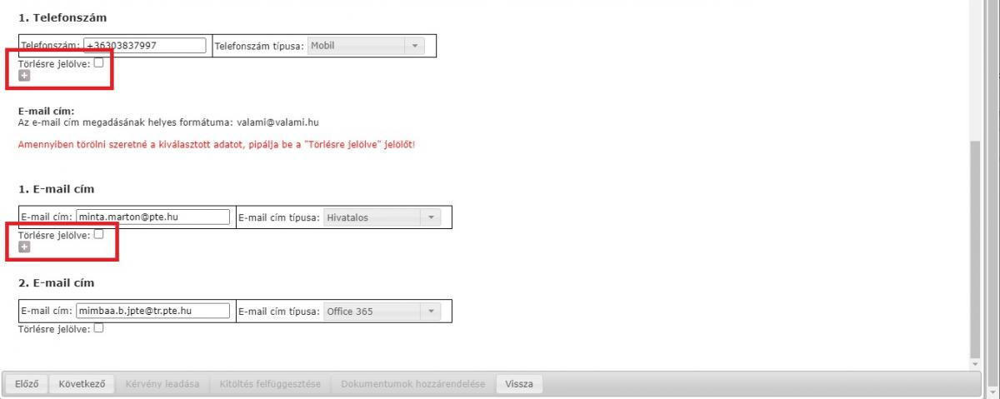 1. Telefonszám
Telefonszám: +36303837997 Telefonszám típusa: Mobil
Törlésre jelölve:
E-mail cím:
Az e-mail cím megadásának helyes formátuma: valami@valami.hu
Amennyiben törölni szeretné a kiválasztott adatot, pipálja be a "Törlésre jelölve" jelölőt!
1. E-mail cím
E-mail cím: minta.marton@pte.hu E-mail cím típusa: Hivatalos
Törlésre jelölve:
2. E-mail cím
E-mail cím: mimbaa.b.jpte@tr.pte.hu E-mail cím típusa: Office 365
Törlésre jelölve:
Előző Következő Kérvény leadása Kitöltés felfüggesztése Dokumentumok hozzárendelése Vissza